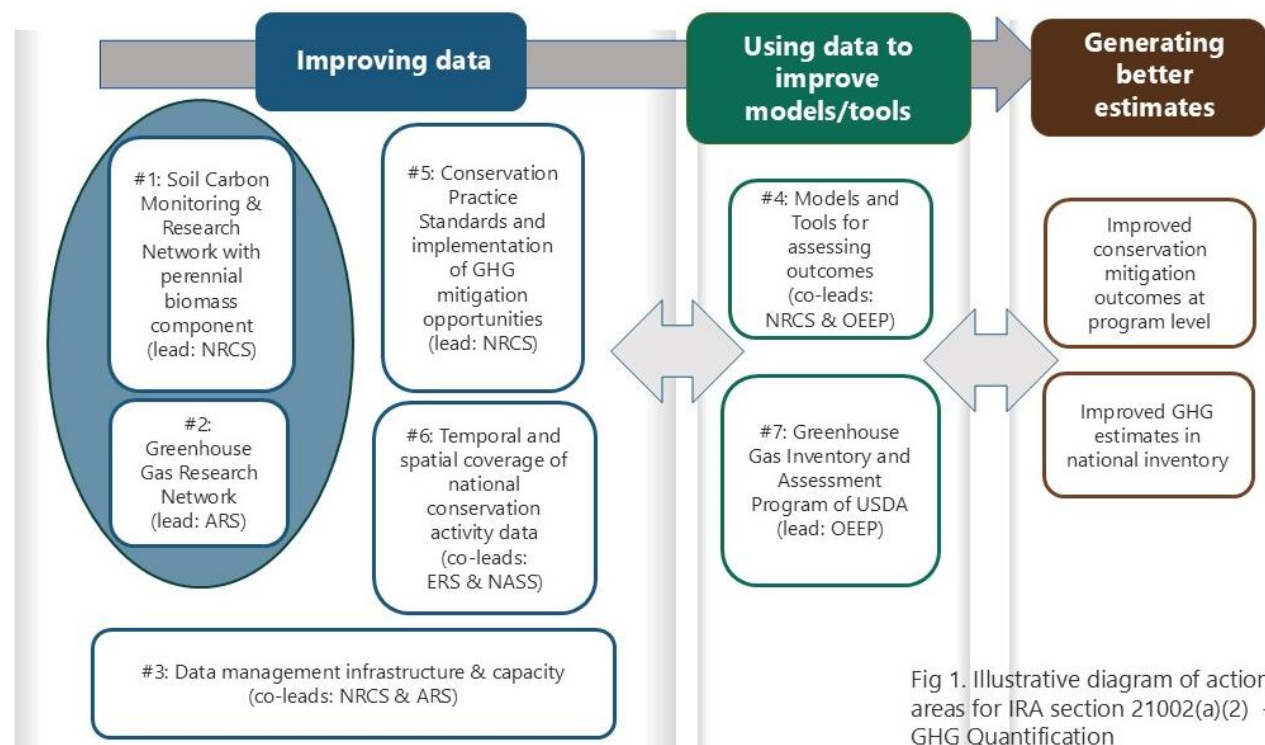 Improving data
Using data to
improve
models/tools
Generating
better
estimates
#1: Soil Carbon
Monitoring &
Research
Network with
perennial
biomass
component
(lead: NRCS)
#2:
Greenhouse
Gas Research
Network
(lead: ARS)
#5: Conservation
Practice
Standards and
implementation
of GHG
mitigation
opportunities
(lead: NRCS)
#6: Temporal and
spatial coverage of
national
conservation
activity data
(co-leads:
ERS & NASS)
#3: Data management infrastructure & capacity
(co-leads: NRCS & ARS)
#4: Models and
Tools for
assessing
outcomes
(co-leads:
NRCS & OEEP)
#7: Greenhouse
Gas Inventory and
Assessment
Program of USDA
(lead: OEEP)
Improved
conservation
mitigation
outcomes at
program level
Improved GHG
estimates in
national inventory
Fig 1. Illustrative diagram of action
areas for IRA section 21002(a)(2) -
GHG Quantification